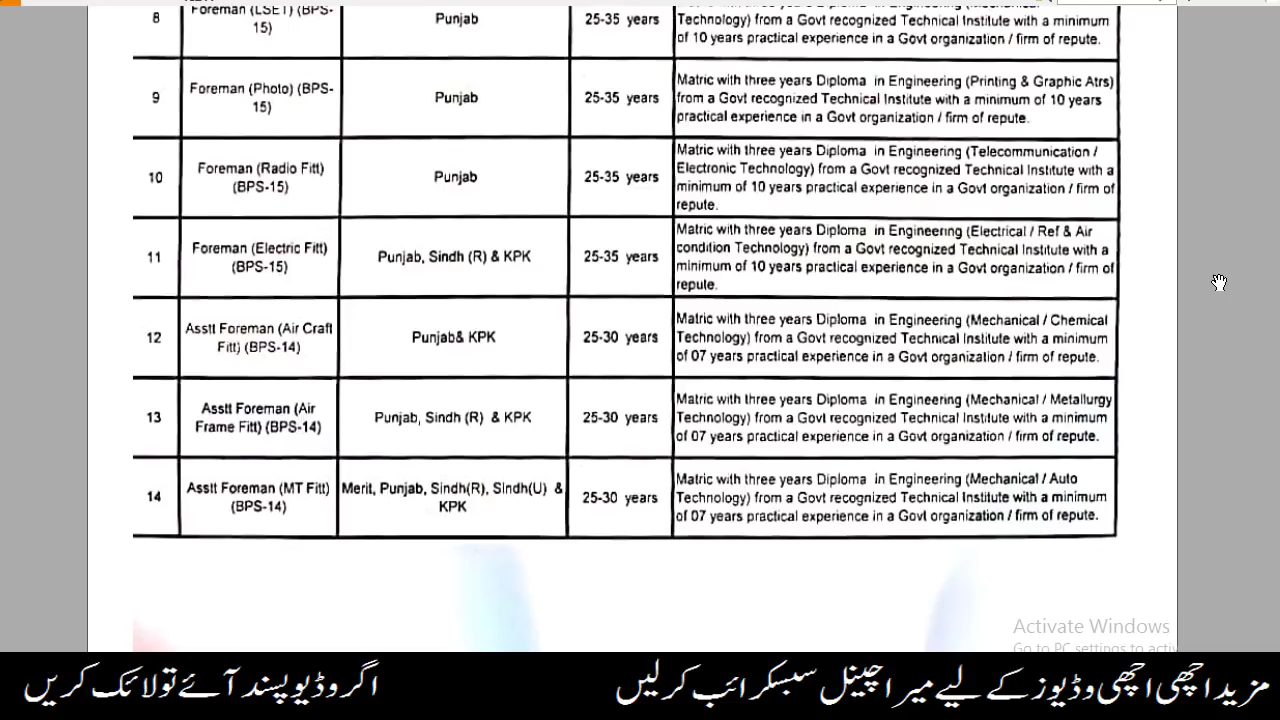 8
Foreman (LSET) (BPS-
15)
Punjab
25-35 years
Technology) from a Govt recognized Technical Institute with a minimum
of 10 years practical experience in a Govt organization / firm of repute.
9
Foreman (Photo) (BPS-
15)
Punjab
25-35 years
Matric with three years Diploma in Engineering (Printing & Graphic Atrs)
from a Govt recognized Technical Institute with a minimum of 10 years
practical experience in a Govt organization / firm of repute.
10
Foreman (Radio Fitt)
(BPS-15)
Punjab
25-35 years
Matric with three years Diploma in Engineering (Telecommunication /
Electronic Technology) from a Govt recognized Technical Institute with a
minimum of 10 years practical experience in a Govt organization / firm of
repute.
11
Foreman (Electric Fitt)
(BPS-15)
Punjab, Sindh (R) & KPK
25-35 years
Matric with three years Diploma in Engineering (Electrical / Ref & Air
condition Technology) from a Govt recognized Technical Institute with a
minimum of 10 years practical experience in a Govt organization / firm of
repute.
12
Asstt Foreman (Air Craft
Fitt) (BPS-14)
Punjab& KPK
25-30 years
Matric with three years Diploma in Engineering (Mechanical / Chemical
Technology) from a Govt recognized Technical Institute with a minimum
of 07 years practical experience in a Govt organization / firm of repute.
13
Asstt Foreman (Air
Frame Fitt) (BPS-14)
Punjab, Sindh (R) & KPK
25-30 years
Matric with three years Diploma in Engineering (Mechanical / Metallurgy
Technology) from a Govt recognized Technical Institute with a minimum
of 07 years practical experience in a Govt organization / firm of repute.
14
Asstt Foreman (MT Fitt)
(BPS-14)
Merit, Punjab, Sindh(R), Sindh(U) &
KPK
25-30 years
Matric with three years Diploma in Engineering (Mechanical / Auto
Technology) from a Govt recognized Technical Institute with a minimum
of 07 years practical experience in a Govt organization / firm of repute.
Activate Windows
Go to PC settings to activ
مزید اچھی اچھی وڈیوز کے لیے میرا چینل سبسکرائب کرلیں
اگر وڈیو پسند آئے تو لائک کریں